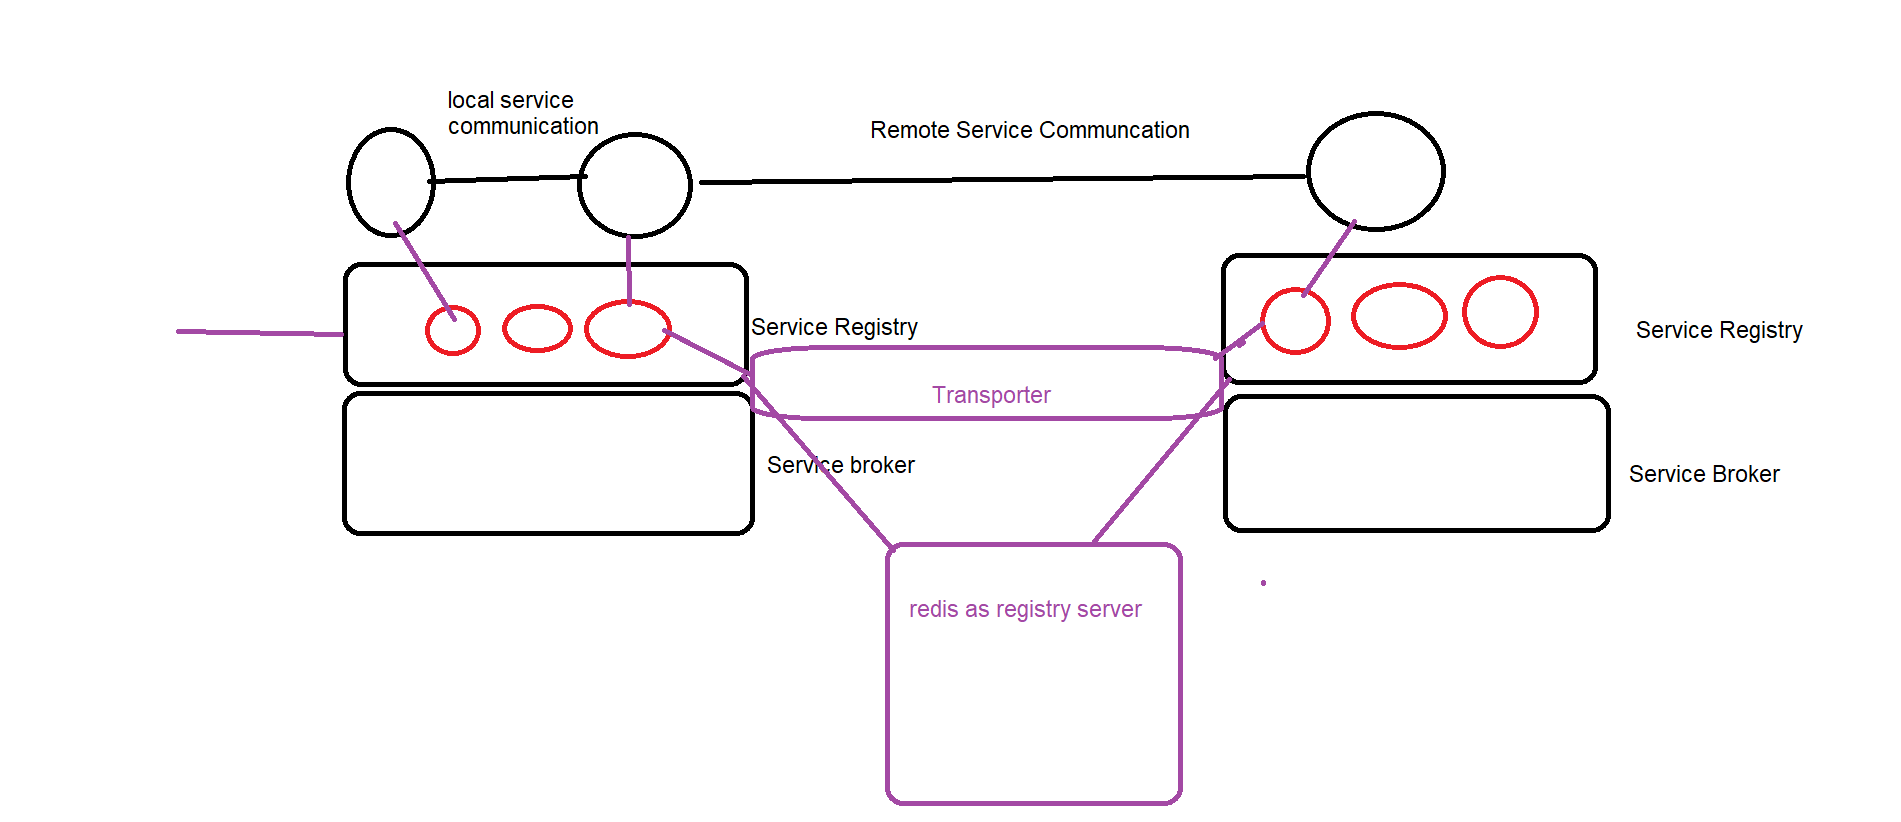 local service
communication
Remote Service Communcation
Service Registry
Service Registry
Transporter
Service broker
Service Broker
redis as registry server